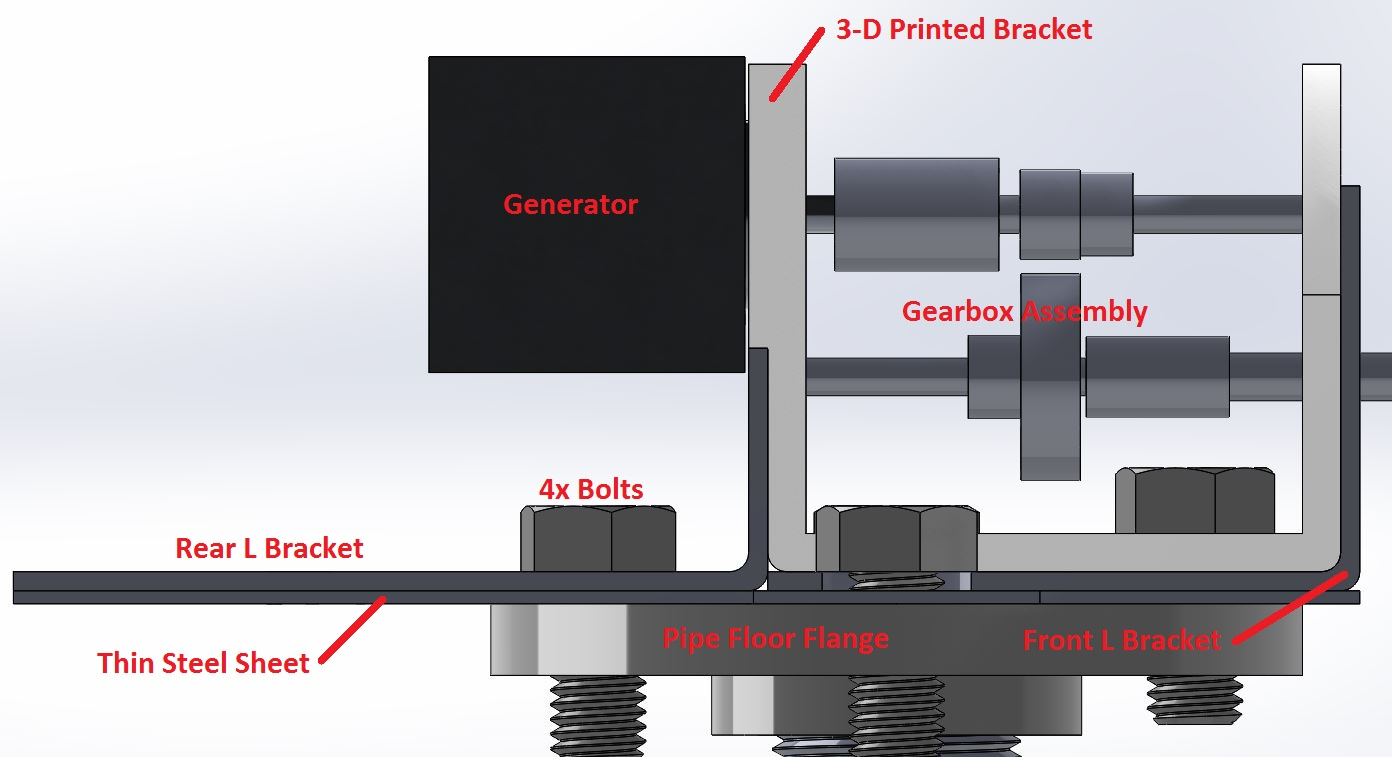 3-D Printed Bracket
Generator
Gearbox Assembly
4x Bolts
Rear L Bracket
Pipe Floor Flange
Front L Bracket
Thin Steel Sheet